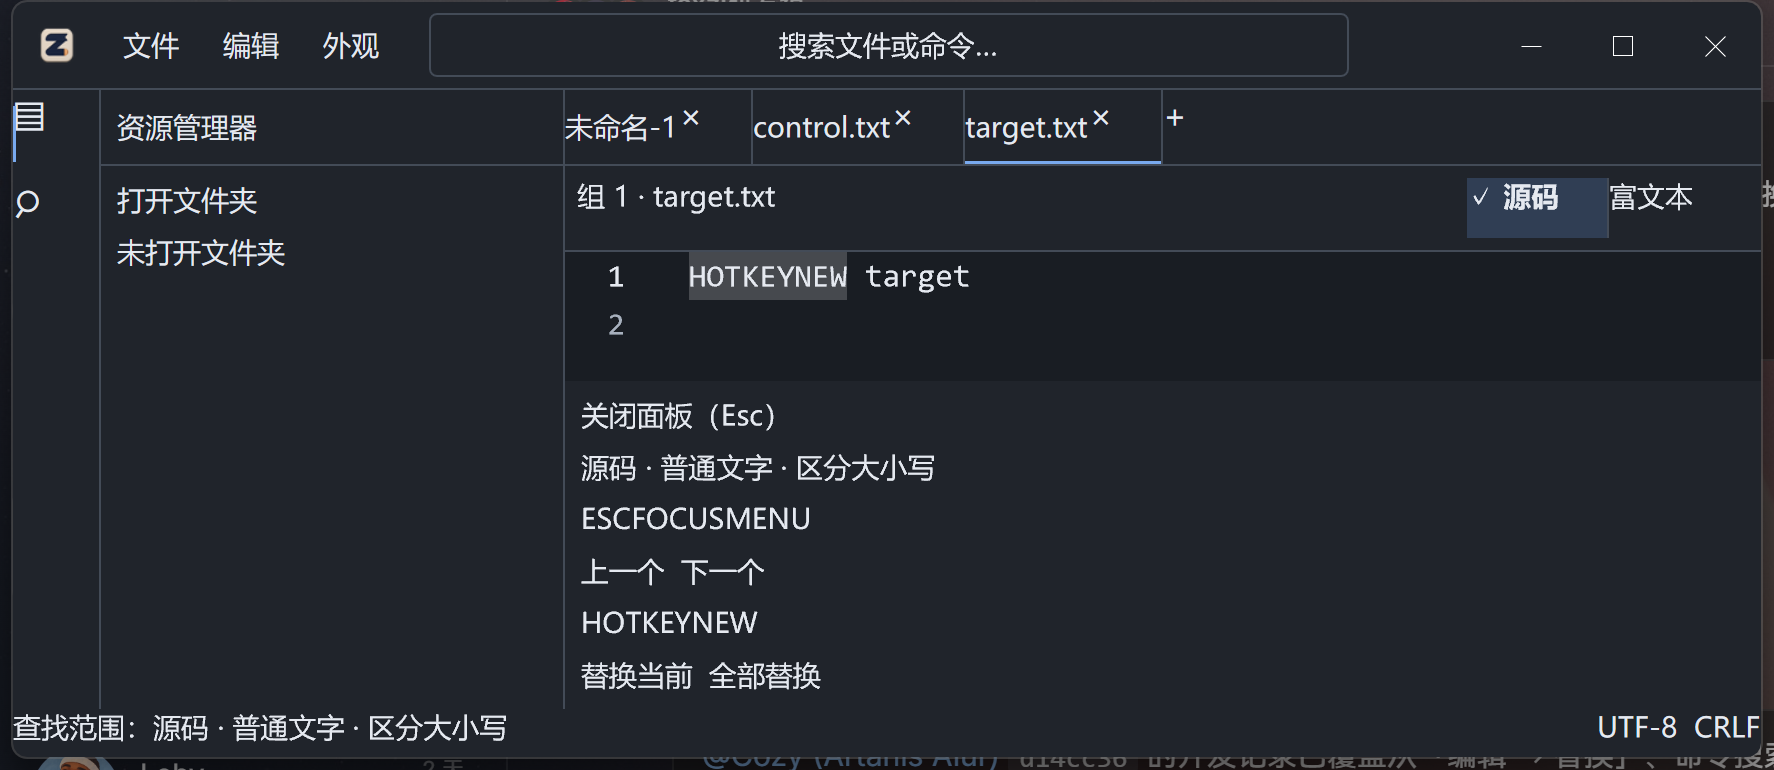 文件 编辑 外观 搜索文件或命令...
资源管理器
打开文件夹
未打开文件夹
未命名-1 × control.txt × target.txt × +
组 1 · target.txt ✓ 源码 富文本
1 HOTKEYNEW target
2
关闭面板（Esc）
源码 · 普通文字 · 区分大小写
ESCFOCUSMENU
上一个 下一个
HOTKEYNEW
替换当前 全部替换
查找范围：源码 · 普通文字 · 区分大小写 UTF-8 CRLF